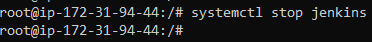 root@ip-172-31-94-44:/# systemctl stop jenkins
root@ip-172-31-94-44:/#